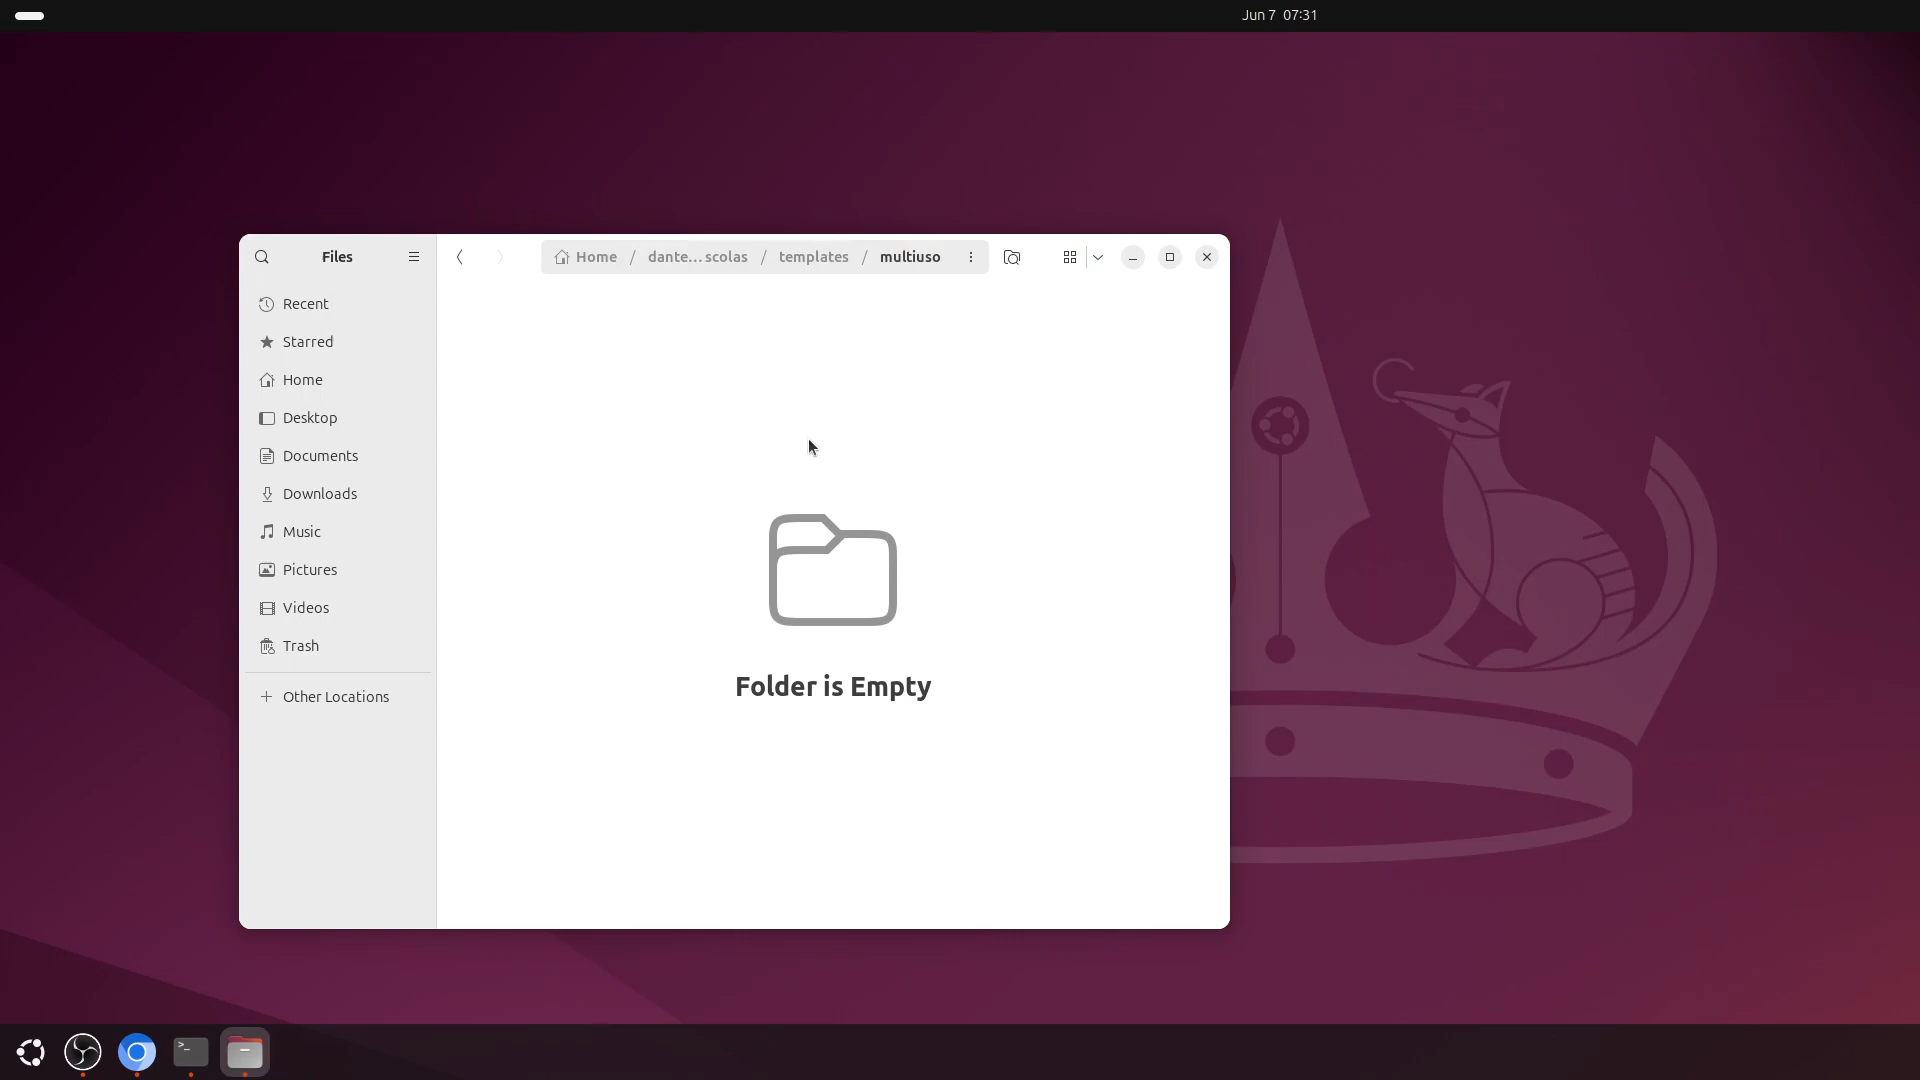 Jun 7 07:31
Files
Home / dante…scolas / templates / multiuso
Recent
Starred
Home
Desktop
Documents
Downloads
Music
Pictures
Videos
Trash
Other Locations
Folder is Empty
>_